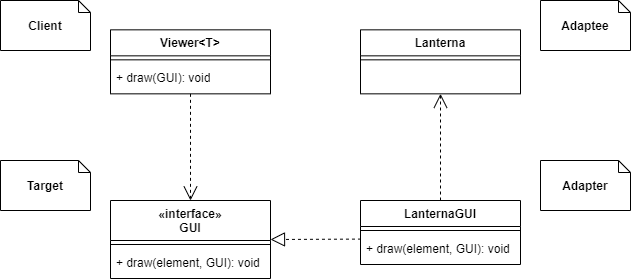 Client
Viewer<T>
+ draw(GUI): void
Lanterna
Adaptee
Target
«interface»
GUI
+ draw(element, GUI): void
LanternaGUI
+ draw(element, GUI): void
Adapter